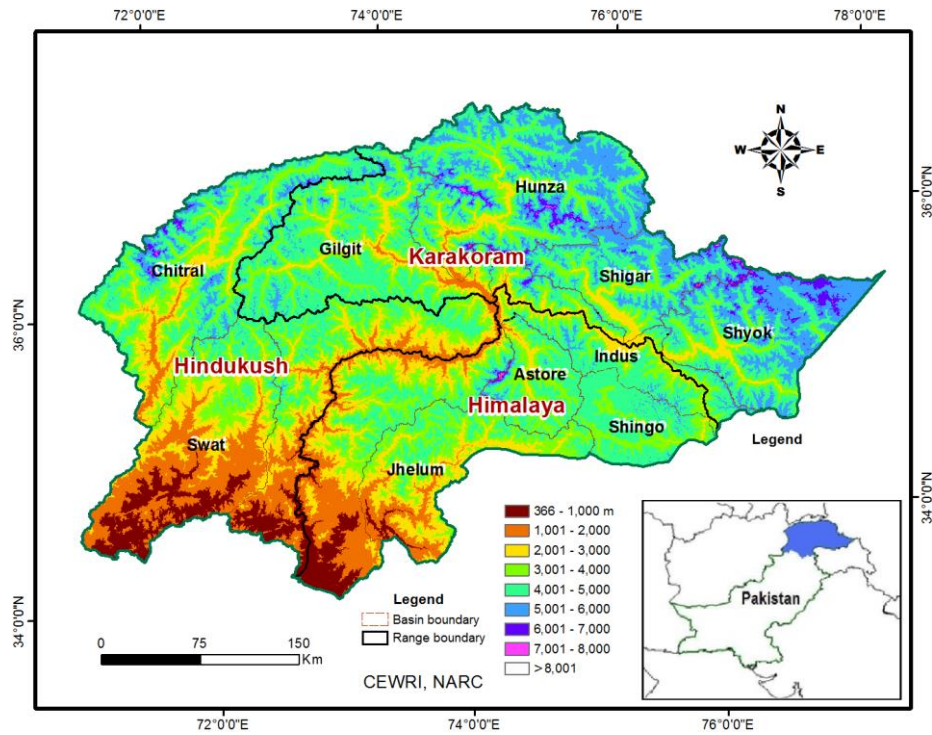 72°0'0"E
74°0'0"E
76°0'0"E
78°0'0"E
N
W
E
S
36°0'0"N
36°0'0"N
Hunza
Gilgit
Karakoram
Chitral
Shigar
Shyok
Indus
Hindukush
Astore
Himalaya
Shingo
Legend
Swat
Jhelum
34°0'0"N
34°0'0"N
366 - 1,000 m
1,001 - 2,000
2,001 - 3,000
3,001 - 4,000
4,001 - 5,000
5,001 - 6,000
6,001 - 7,000
7,001 - 8,000
>8,001
Legend
Basin boundary
Range boundary
0 75 150
Km
CEWRI, NARC
Pakistan
72°0'0"E
74°0'0"E
76°0'0"E